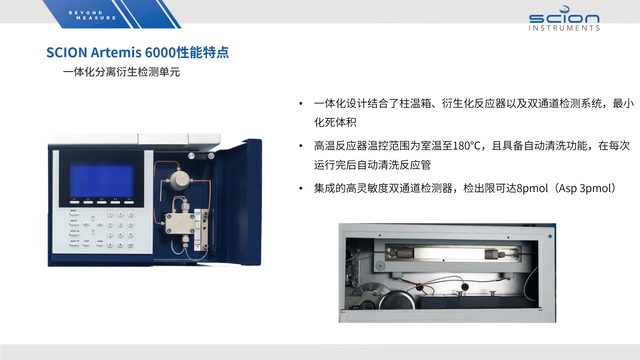 BEYOND
MEASURE
scion
INSTRUMENTS
SCION Artemis 6000性能特点
一体化分离衍生检测单元
• 一体化设计结合了柱温箱、衍生化反应器以及双通道检测系统，最小
化死体积
• 高温反应器温控范围为室温至180℃，且具备自动清洗功能，在每次
运行完后自动清洗反应管
• 集成的高灵敏度双通道检测器，检出限可达8pmol（Asp 3pmol）